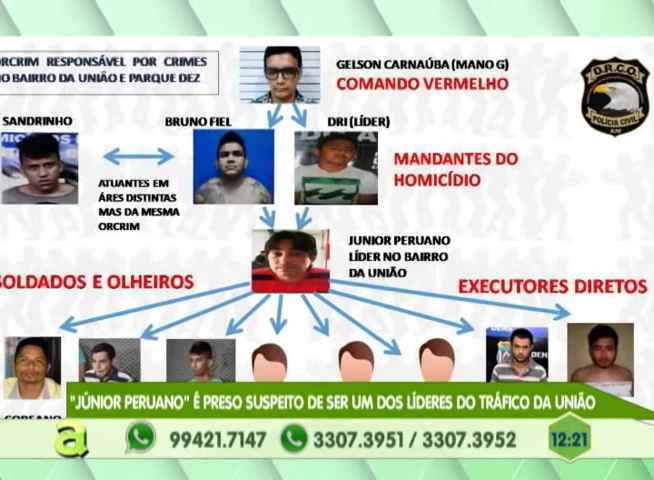 ORCRIM RESPONSÁVEL POR CRIMES
NO BAIRRO DA UNIÃO E PARQUE DEZ
GELSON CARNAÚBA (MANO G)
COMANDO VERMELHO
D.R.C.O.
POLÍCIA CIVIL
AM
SANDRINHO
BRUNO FIEL
DRI (LÍDER)
MANDANTES DO
HOMICÍDIO
ATUANTES EM
ÁRES DISTINTAS
MAS DA MESMA
ORCRIM
JUNIOR PERUANO
LÍDER NO BAIRRO
DA UNIÃO
SOLDADOS E OLHEIROS
EXECUTORES DIRETOS
"JÚNIOR PERUANO" É PRESO SUSPEITO DE SER UM DOS LÍDERES DO TRÁFICO DA UNIÃO
a
99421.7147
3307.3951 / 3307.3952
12:21